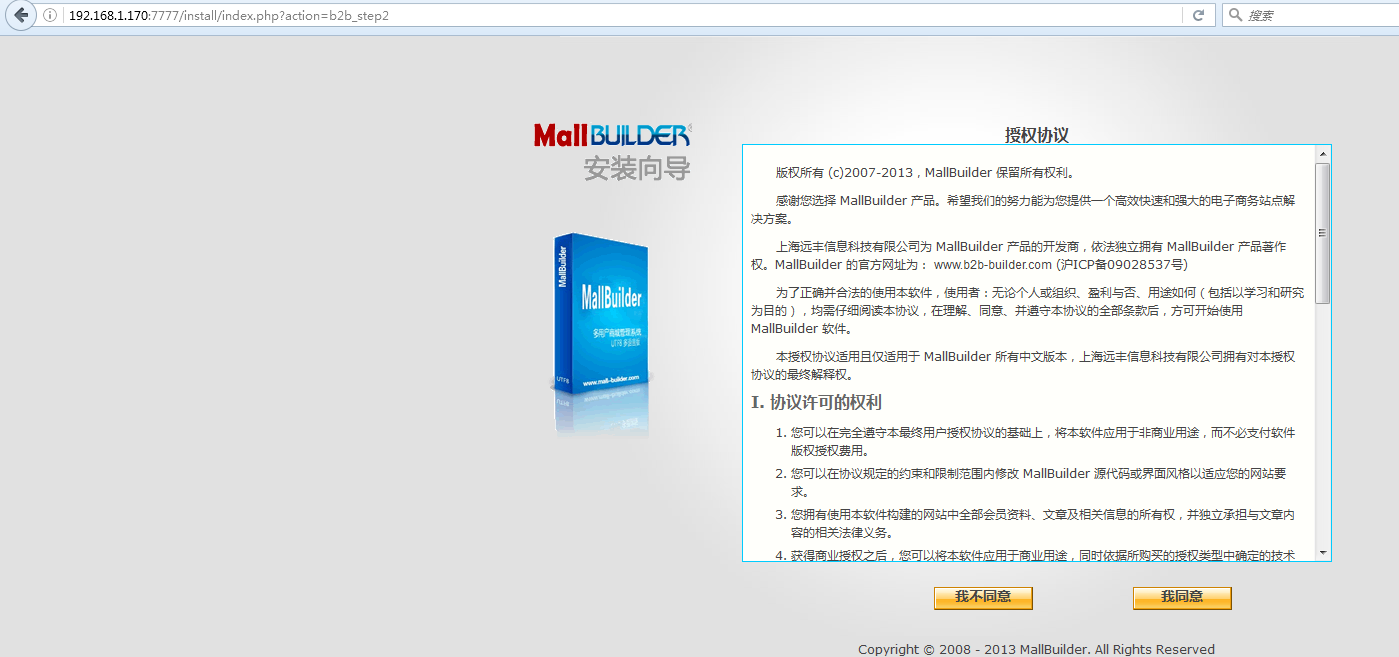 192.168.1.170:7777/install/index.php?action=b2b_step2
搜索
MallBUILDER
安装向导
授权协议
版权所有 (c)2007-2013，MallBuilder 保留所有权利。
感谢您选择 MallBuilder 产品。希望我们的努力能为您提供一个高效快速和强大的电子商务站点解
决方案。
上海远丰信息科技有限公司为 MallBuilder 产品的开发商，依法独立拥有 MallBuilder 产品著作
权。MallBuilder 的官方网址为： www.b2b-builder.com (沪ICP备09028537号)
为了正确并合法的使用本软件，使用者：无论个人或组织、盈利与否、用途如何（包括以学习和研究
为目的），均需仔细阅读本协议，在理解、同意、并遵守本协议的全部条款后，方可开始使用
MallBuilder 软件。
本授权协议适用且仅适用于 MallBuilder 所有中文版本，上海远丰信息科技有限公司拥有对本授权
协议的最终解释权。
I. 协议许可的权利
1. 您可以在完全遵守本最终用户授权协议的基础上，将本软件应用于非商业用途，而不必支付软件
版权授权费用。
2. 您可以在协议规定的约束和限制范围内修改 MallBuilder 源代码或界面风格以适应您的网站要
求。
3. 您拥有使用本软件构建的网站中全部会员资料、文章及相关信息的所有权，并独立承担与文章内
容的相关法律义务。
4. 获得商业授权之后，您可以将本软件应用于商业用途，同时依据所购买的授权类型中确定的技术
MallBuilder
MallBuilder
多用户商城管理系统
UTF8
www.mall-builder.com
我不同意
我同意
Copyright © 2008 - 2013 MallBuilder. All Rights Reserved